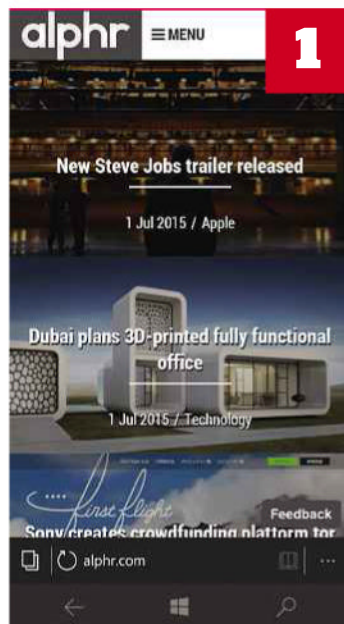 alphr
MENU
1
New Steve Jobs trailer released
1 Jul 2015 / Apple
Dubai plans 3D-printed fully functional
office
1 Jul 2015 / Technology
first flight
Feedback
Sony creates crowdfunding platform for
alphr.com